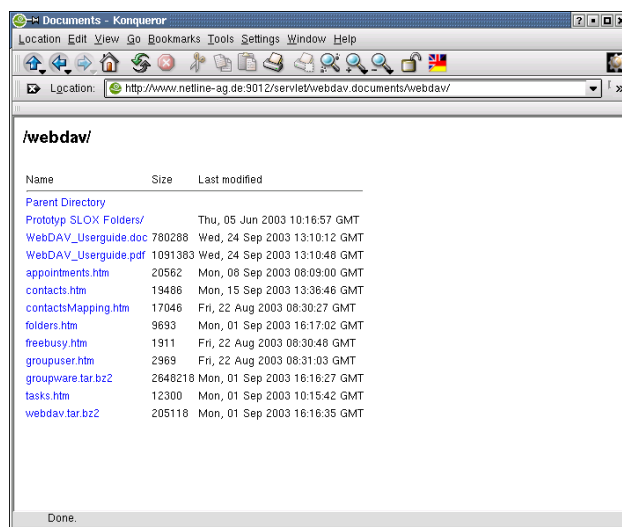 Documents - Konqueror
Location Edit View Go Bookmarks Tools Settings Window Help
Location: http://www.netline-ag.de:9012/servlet/webdav.documents/webdav/
/webdav/
Name Size Last modified
Parent Directory
Prototyp SLOX Folders/ Thu, 05 Jun 2003 10:16:57 GMT
WebDAV_Userguide.doc 780288 Wed, 24 Sep 2003 13:10:12 GMT
WebDAV_Userguide.pdf 1091383 Wed, 24 Sep 2003 13:10:48 GMT
appointments.htm 20562 Mon, 08 Sep 2003 08:09:00 GMT
contacts.htm 19486 Mon, 15 Sep 2003 13:36:46 GMT
contactsMapping.htm 17046 Fri, 22 Aug 2003 08:30:27 GMT
folders.htm 9693 Mon, 01 Sep 2003 16:17:02 GMT
freebusy.htm 1911 Fri, 22 Aug 2003 08:30:48 GMT
groupuser.htm 2969 Fri, 22 Aug 2003 08:31:03 GMT
groupware.tar.bz2 2648218 Mon, 01 Sep 2003 16:16:27 GMT
tasks.htm 12300 Mon, 01 Sep 2003 10:15:42 GMT
webdav.tar.bz2 205118 Mon, 01 Sep 2003 16:16:35 GMT
Done.